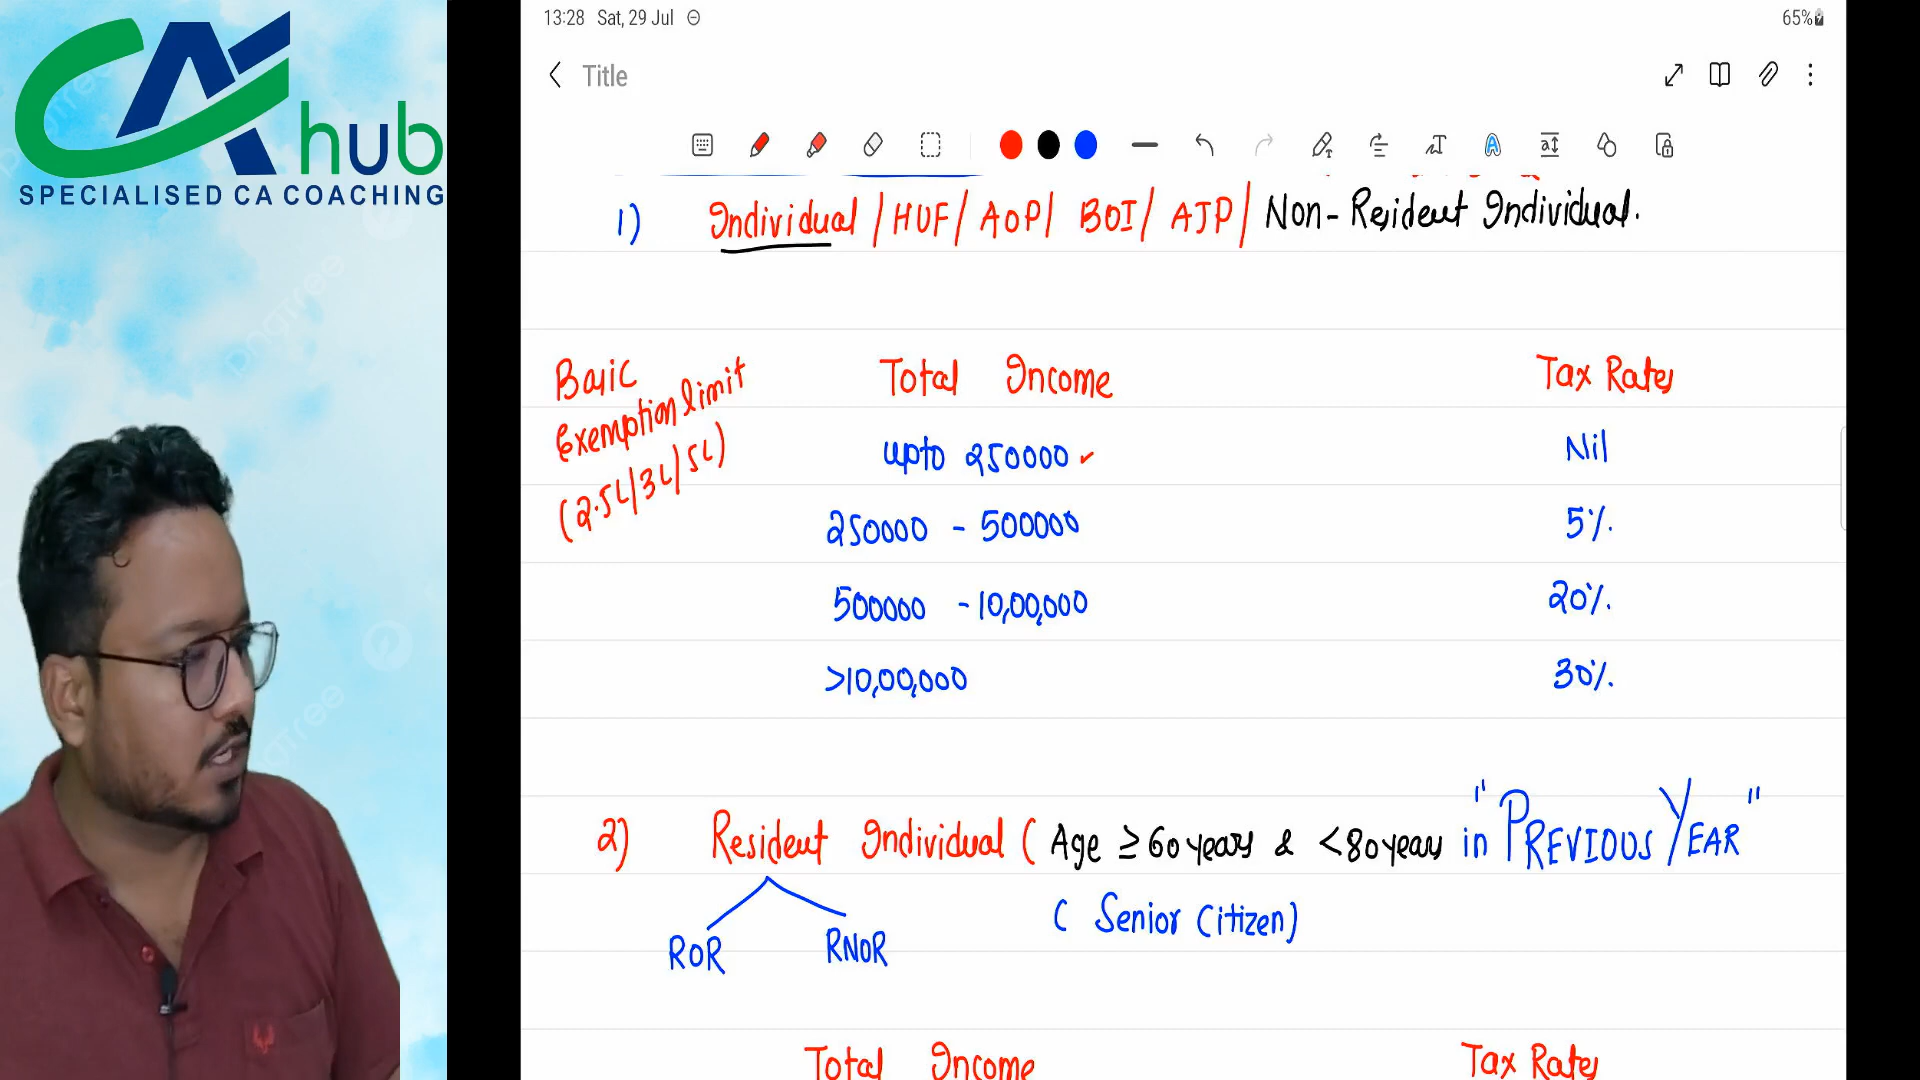 CA hub
SPECIALISED CA COACHING
13:28 Sat, 29 Jul
65%
Title
1) Individual / HUF / AOP / BOI / AJP / Non-Resident Individual.
Basic Exemption limit (2.5L/3L/5L)
Total Income Tax Rates
upto 250000 Nil
250000 - 500000 5%.
500000 - 10,00,000 20%.
>10,00,000 30%.
2) Resident Individual ( Age ≥ 60 years & < 80 years in "PREVIOUS YEAR"
( Senior Citizen)
ROR RNOR
Total Income Tax Rates